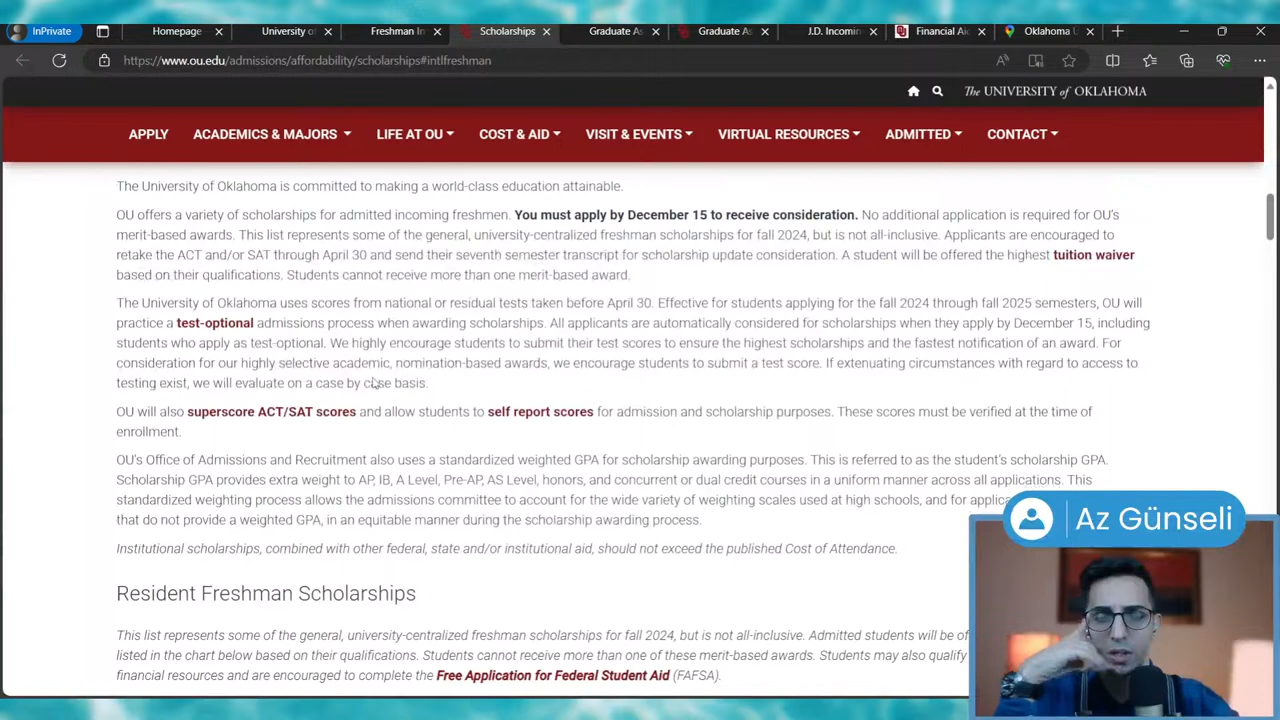 InPrivate
Homepage
University o
Freshman In
Scholarships
Graduate As
Graduate As
J.D. Incomin
Financial Ai
Oklahoma U
https://www.ou.edu/admissions/affordability/scholarships#intlfreshman
The UNIVERSITY of OKLAHOMA
APPLY ACADEMICS & MAJORS LIFE AT OU COST & AID VISIT & EVENTS VIRTUAL RESOURCES ADMITTED CONTACT
The University of Oklahoma is committed to making a world-class education attainable.
OU offers a variety of scholarships for admitted incoming freshmen. You must apply by December 15 to receive consideration. No additional application is required for OU's
merit-based awards. This list represents some of the general, university-centralized freshman scholarships for fall 2024, but is not all-inclusive. Applicants are encouraged to
retake the ACT and/or SAT through April 30 and send their seventh semester transcript for scholarship update consideration. A student will be offered the highest tuition waiver
based on their qualifications. Students cannot receive more than one merit-based award.
The University of Oklahoma uses scores from national or residual tests taken before April 30. Effective for students applying for the fall 2024 through fall 2025 semesters, OU will
practice a test-optional admissions process when awarding scholarships. All applicants are automatically considered for scholarships when they apply by December 15, including
students who apply as test-optional. We highly encourage students to submit their test scores to ensure the highest scholarships and the fastest notification of an award. For
consideration for our highly selective academic, nomination-based awards, we encourage students to submit a test score. If extenuating circumstances with regard to access to
testing exist, we will evaluate on a case by case basis.
OU will also superscore ACT/SAT scores and allow students to self report scores for admission and scholarship purposes. These scores must be verified at the time of
enrollment.
OU's Office of Admissions and Recruitment also uses a standardized weighted GPA for scholarship awarding purposes. This is referred to as the student's scholarship GPA.
Scholarship GPA provides extra weight to AP, IB, A Level, Pre-AP, AS Level, honors, and concurrent or dual credit courses in a uniform manner across all applications. This
standardized weighting process allows the admissions committee to account for the wide variety of weighting scales used at high schools, and for applic
that do not provide a weighted GPA, in an equitable manner during the scholarship awarding process.
Az Günseli
Institutional scholarships, combined with other federal, state and/or institutional aid, should not exceed the published Cost of Attendance.
Resident Freshman Scholarships
This list represents some of the general, university-centralized freshman scholarships for fall 2024, but is not all-inclusive. Admitted students will be of
listed in the chart below based on their qualifications. Students cannot receive more than one of these merit-based awards. Students may also qualify
financial resources and are encouraged to complete the Free Application for Federal Student Aid (FAFSA).